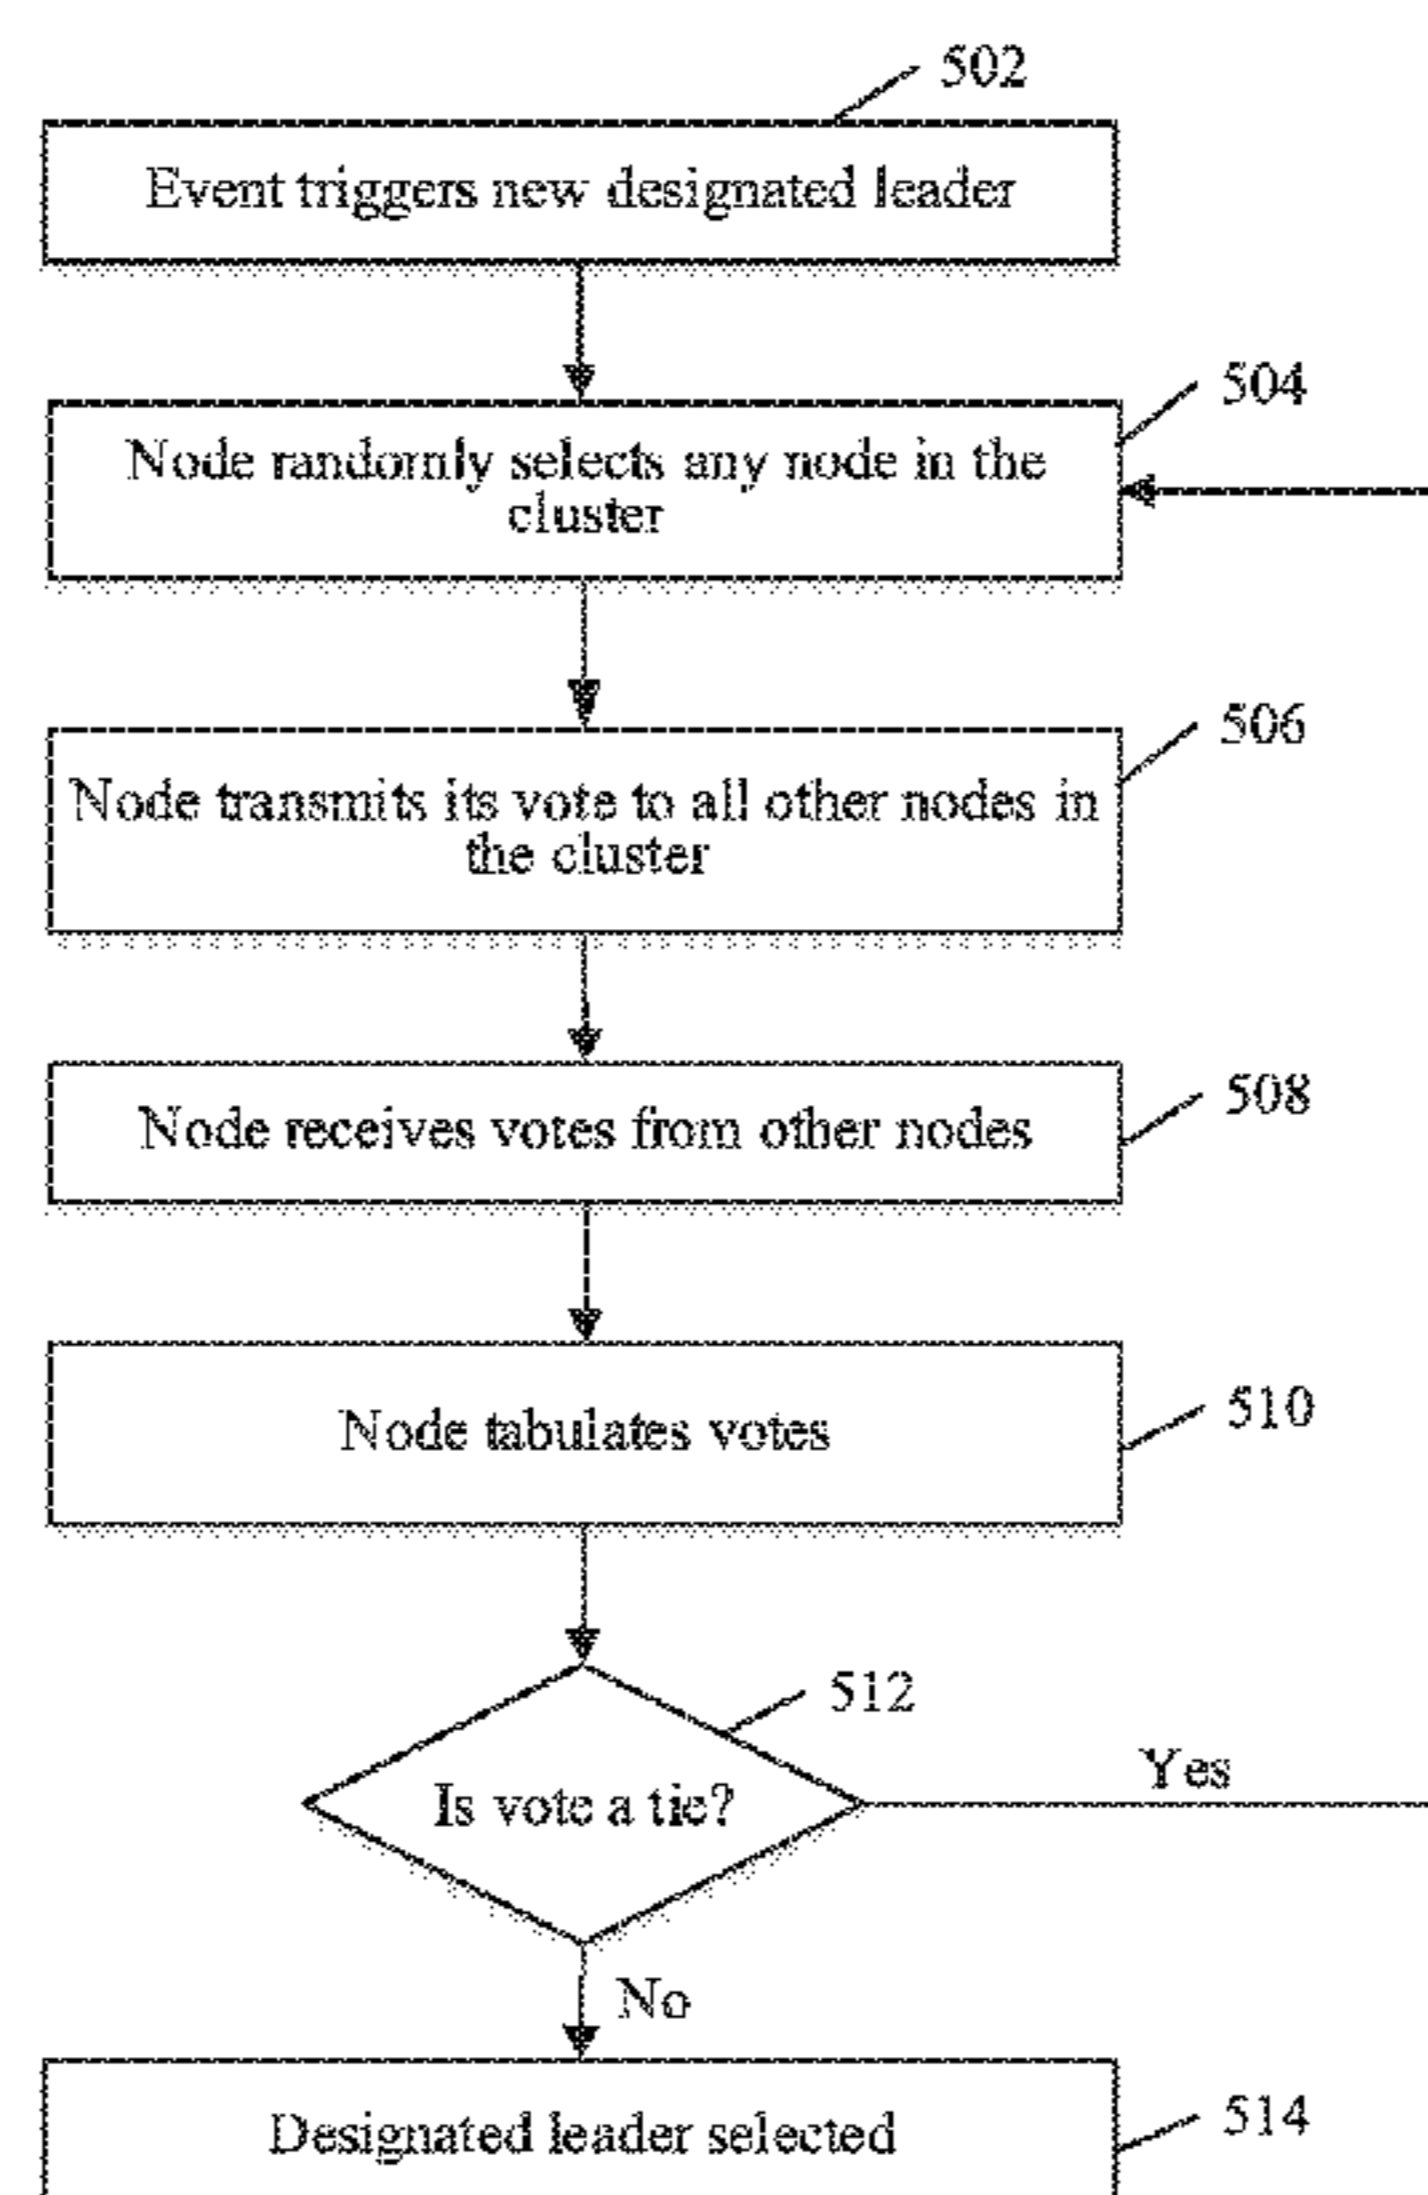 502
Event triggers new designated leader
504
Node randomly selects any node in the
cluster
506
Node transmits its vote to all other nodes in
the cluster
508
Node receives votes from other nodes
510
Node tabulates votes
512
Is vote a tie?
Yes
No
514
Designated leader selected